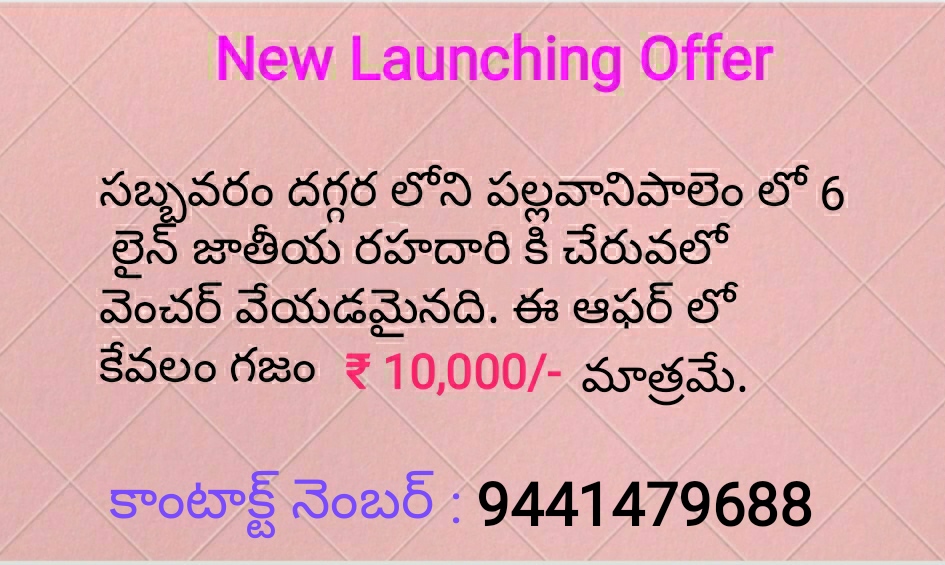 New Launching Offer
సబ్బవరం దగ్గర లోని పల్లవానిపాలెం లో 6
లైన్ జాతీయ రహదారి కి చేరువలో
వెంచర్ వేయడమైనది. ఈ ఆఫర్ లో
కేవలం గజం ₹ 10,000/- మాత్రమే.
కాంటాక్ట్ నెంబర్ : 9441479688